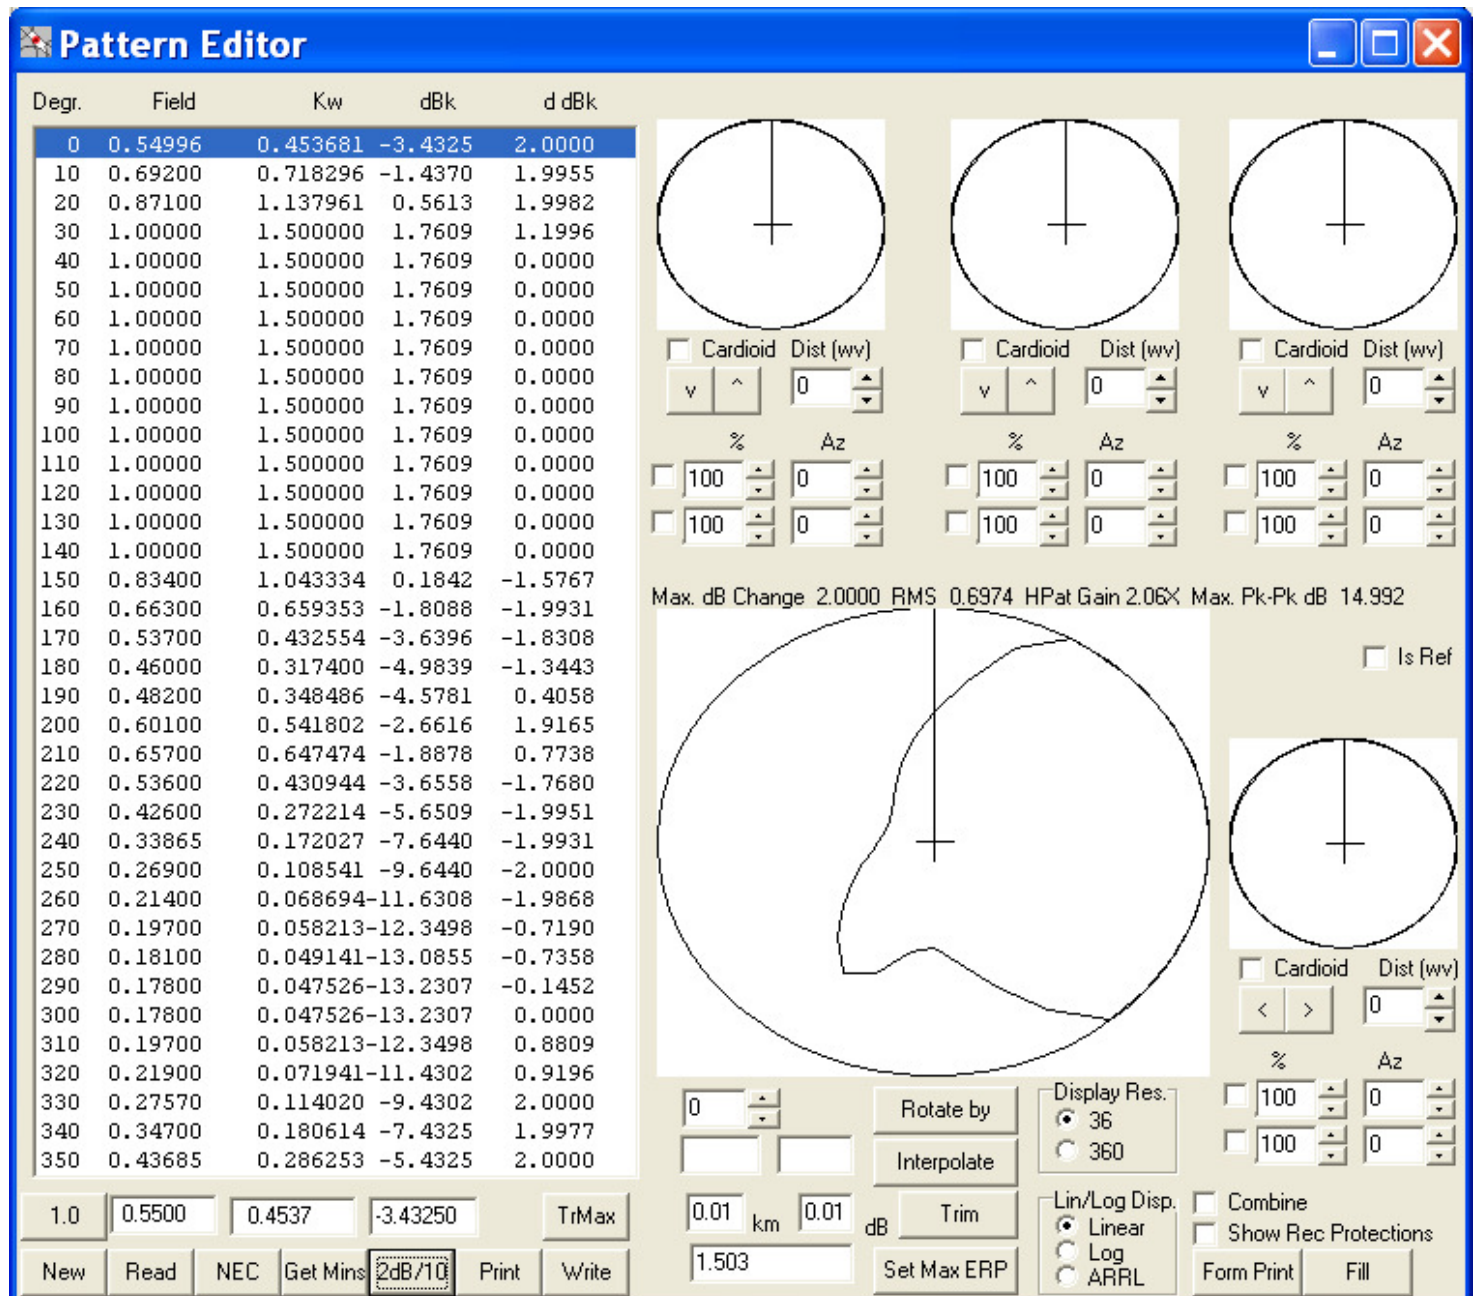 Pattern Editor
Degr. Field Kw dBk d dBk
0 0.54996 0.453681 -3.4325 2.0000
10 0.69200 0.718296 -1.4370 1.9955
20 0.87100 1.137961 0.5613 1.9982
30 1.00000 1.500000 1.7609 1.1996
40 1.00000 1.500000 1.7609 0.0000
50 1.00000 1.500000 1.7609 0.0000
60 1.00000 1.500000 1.7609 0.0000
70 1.00000 1.500000 1.7609 0.0000
80 1.00000 1.500000 1.7609 0.0000
90 1.00000 1.500000 1.7609 0.0000
100 1.00000 1.500000 1.7609 0.0000
110 1.00000 1.500000 1.7609 0.0000
120 1.00000 1.500000 1.7609 0.0000
130 1.00000 1.500000 1.7609 0.0000
140 1.00000 1.500000 1.7609 0.0000
150 0.83400 1.043334 0.1842 -1.5767
160 0.66300 0.659353 -1.8088 -1.9931
170 0.53700 0.432554 -3.6396 -1.8308
180 0.46000 0.317400 -4.9839 -1.3443
190 0.48200 0.348486 -4.5781 0.4058
200 0.60100 0.541802 -2.6616 1.9165
210 0.65700 0.647474 -1.8878 0.7738
220 0.53600 0.430944 -3.6558 -1.7680
230 0.42600 0.272214 -5.6509 -1.9951
240 0.33865 0.172027 -7.6440 -1.9931
250 0.26900 0.108541 -9.6440 -2.0000
260 0.21400 0.068694-11.6308 -1.9868
270 0.19700 0.058213-12.3498 -0.7190
280 0.18100 0.049141-13.0855 -0.7358
290 0.17800 0.047526-13.2307 -0.1452
300 0.17800 0.047526-13.2307 0.0000
310 0.19700 0.058213-12.3498 0.8809
320 0.21900 0.071941-11.4302 0.9196
330 0.27570 0.114020 -9.4302 2.0000
340 0.34700 0.180614 -7.4325 1.9977
350 0.43685 0.286253 -5.4325 2.0000
1.0 0.5500 0.4537 -3.43250 TrMax
New Read NEC Get Mins 2dB/10 Print Write
Cardioid Dist (wv) Cardioid Dist (wv) Cardioid Dist (wv)
v ^ 0 v ^ 0 v ^ 0
% Az % Az % Az
100 0 100 0 100 0
100 0 100 0 100 0
Max. dB Change 2.0000 RMS 0.6974 HPat Gain 2.06X Max. Pk-Pk dB 14.992
Is Ref
Cardioid Dist (wv)
< > 0
% Az
100 0
100 0
0 Rotate by
Interpolate
0.01 km 0.01 dB Trim
1.503 Set Max ERP
Display Res.
36
360
Lin/Log Disp.
Linear
Log
ARRL
Combine
Show Rec Protections
Form Print Fill